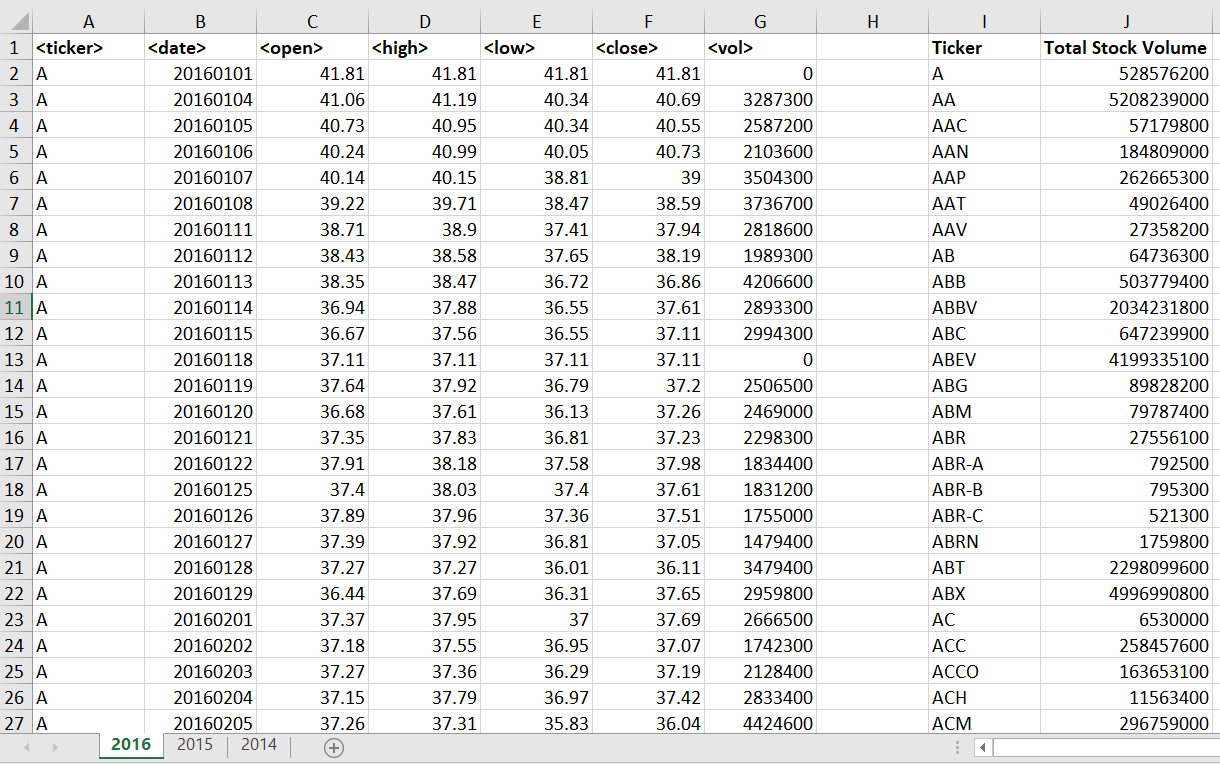 A B C D E F G H I J
1 <ticker> <date> <open> <high> <low> <close> <vol> Ticker Total Stock Volume
2 A 20160101 41.81 41.81 41.81 41.81 0 A 528576200
3 A 20160104 41.06 41.19 40.34 40.69 3287300 AA 5208239000
4 A 20160105 40.73 40.95 40.34 40.55 2587200 AAC 57179800
5 A 20160106 40.24 40.99 40.05 40.73 2103600 AAN 184809000
6 A 20160107 40.14 40.15 38.81 39 3504300 AAP 262665300
7 A 20160108 39.22 39.71 38.47 38.59 3736700 AAT 49026400
8 A 20160111 38.71 38.9 37.41 37.94 2818600 AAV 27358200
9 A 20160112 38.43 38.58 37.65 38.19 1989300 AB 64736300
10 A 20160113 38.35 38.47 36.72 36.86 4206600 ABB 503779400
11 A 20160114 36.94 37.88 36.55 37.61 2893300 ABBV 2034231800
12 A 20160115 36.67 37.56 36.55 37.11 2994300 ABC 647239900
13 A 20160118 37.11 37.11 37.11 37.11 0 ABEV 4199335100
14 A 20160119 37.64 37.92 36.79 37.2 2506500 ABG 89828200
15 A 20160120 36.68 37.61 36.13 37.26 2469000 ABM 79787400
16 A 20160121 37.35 37.83 36.81 37.23 2298300 ABR 27556100
17 A 20160122 37.91 38.18 37.58 37.98 1834400 ABR-A 792500
18 A 20160125 37.4 38.03 37.4 37.61 1831200 ABR-B 795300
19 A 20160126 37.89 37.96 37.36 37.51 1755000 ABR-C 521300
20 A 20160127 37.39 37.92 36.81 37.05 1479400 ABRN 1759800
21 A 20160128 37.27 37.27 36.01 36.11 3479400 ABT 2298099600
22 A 20160129 36.44 37.69 36.31 37.65 2959800 ABX 4996990800
23 A 20160201 37.37 37.95 37 37.69 2666500 AC 6530000
24 A 20160202 37.18 37.55 36.95 37.07 1742300 ACC 258457600
25 A 20160203 37.27 37.36 36.29 37.19 2128400 ACCO 163653100
26 A 20160204 37.15 37.79 36.97 37.42 2833400 ACH 11563400
27 A 20160205 37.26 37.31 35.83 36.04 4424600 ACM 296759000
2016 2015 2014